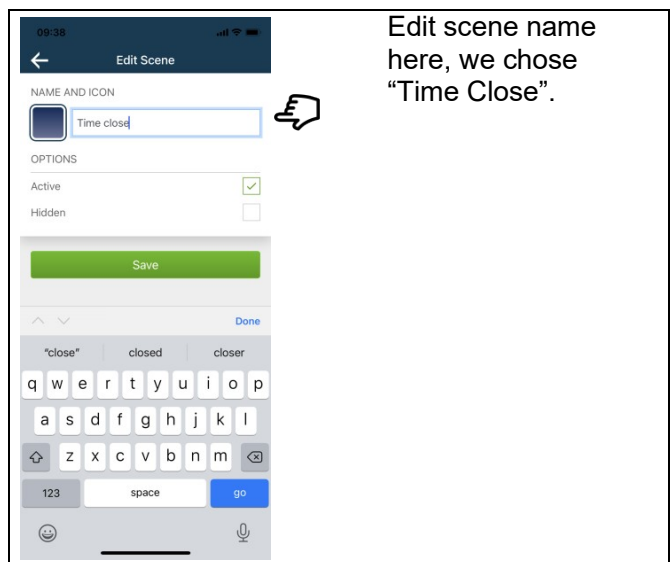 09:38
Edit Scene
NAME AND ICON
Time close
OPTIONS
Active
Hidden
Save
Done
“close” closed closer
q w e r t y u i o p
a s d f g h j k l
z x c v b n m
123 space go
Edit scene name
here, we chose
“Time Close”.